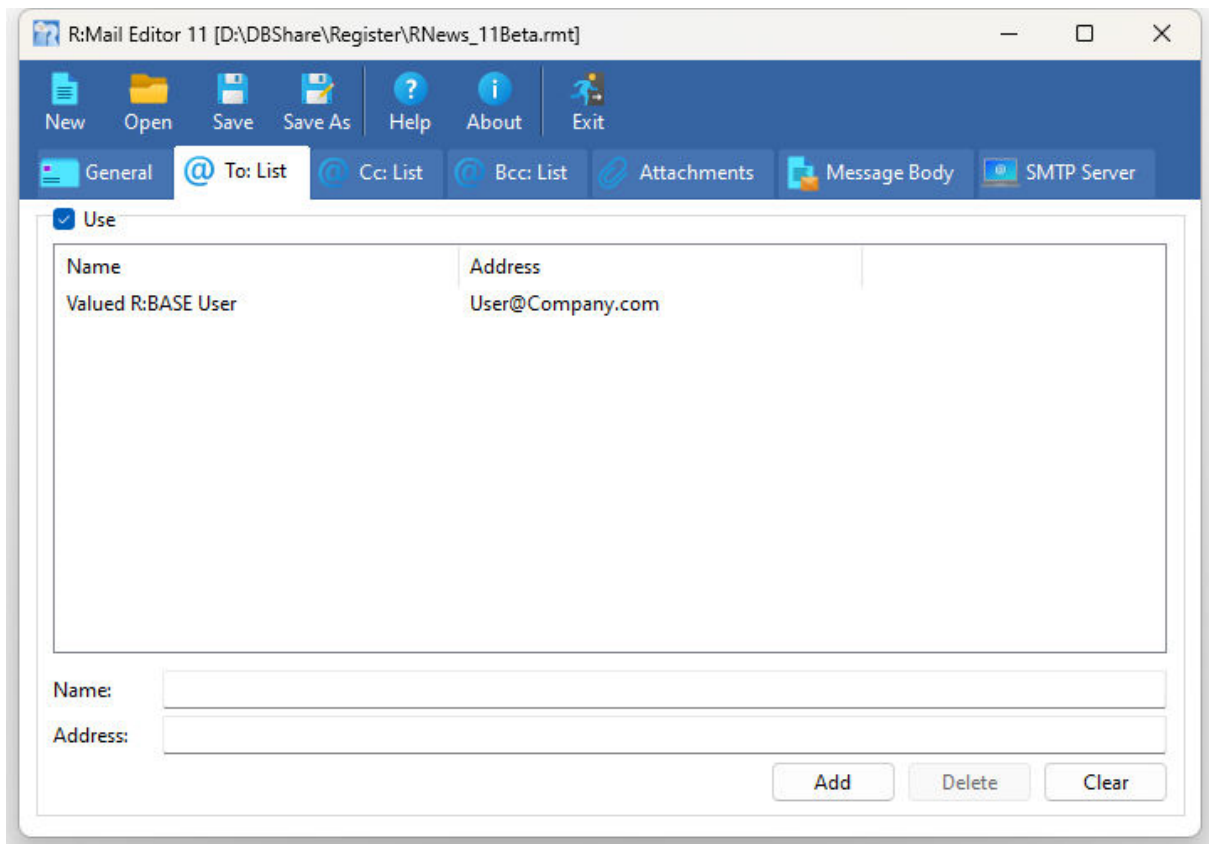 R:Mail Editor 11 [D:\DBShare\Register\RNews_11Beta.rmt]
New Open Save Save As Help About Exit
General To: List Cc: List Bcc: List Attachments Message Body SMTP Server
Use
Name Address
Valued R:BASE User User@Company.com
Name:
Address:
Add Delete Clear